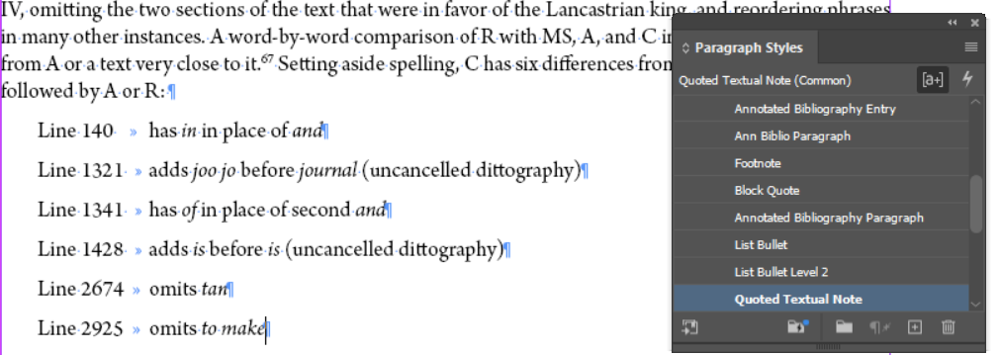 IV, omitting the two sections of the text that were in favor of the Lancastrian king, and reordering phrases
in many other instances. A word-by-word comparison of R with MS, A, and C in
from A or a text very close to it.67 Setting aside spelling, C has six differences from
followed by A or R:¶
Line 140 » has in in place of and¶
Line 1321 » adds joo jo before journal (uncancelled dittography)¶
Line 1341 » has of in place of second and¶
Line 1428 » adds is before is (uncancelled dittography)¶
Line 2674 » omits tan¶
Line 2925 » omits to make¶
Paragraph Styles
Quoted Textual Note (Common)
[a+]
Annotated Bibliography Entry
Ann Biblio Paragraph
Footnote
Block Quote
Annotated Bibliography Paragraph
List Bullet
List Bullet Level 2
Quoted Textual Note